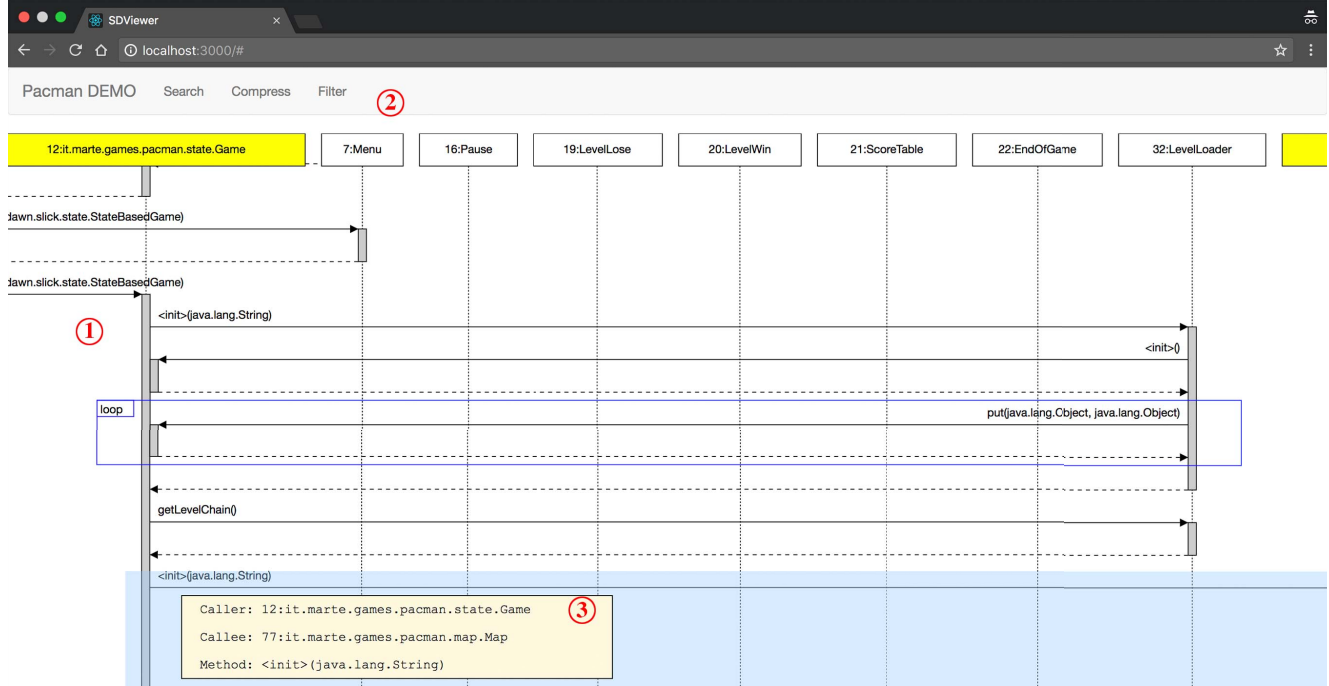 SDViewer
localhost:3000/#
Pacman DEMO Search Compress Filter
②
12:it.marte.games.pacman.state.Game 7:Menu 16:Pause 19:LevelLose 20:LevelWin 21:ScoreTable 22:EndOfGame 32:LevelLoader
dawn.slick.state.StateBasedGame)
dawn.slick.state.StateBasedGame)
<init>(java.lang.String)
①
<init>()
loop
put(java.lang.Object, java.lang.Object)
getLevelChain()
<init>(java.lang.String)
Caller: 12:it.marte.games.pacman.state.Game
③
Callee: 77:it.marte.games.pacman.map.Map
Method: <init>(java.lang.String)